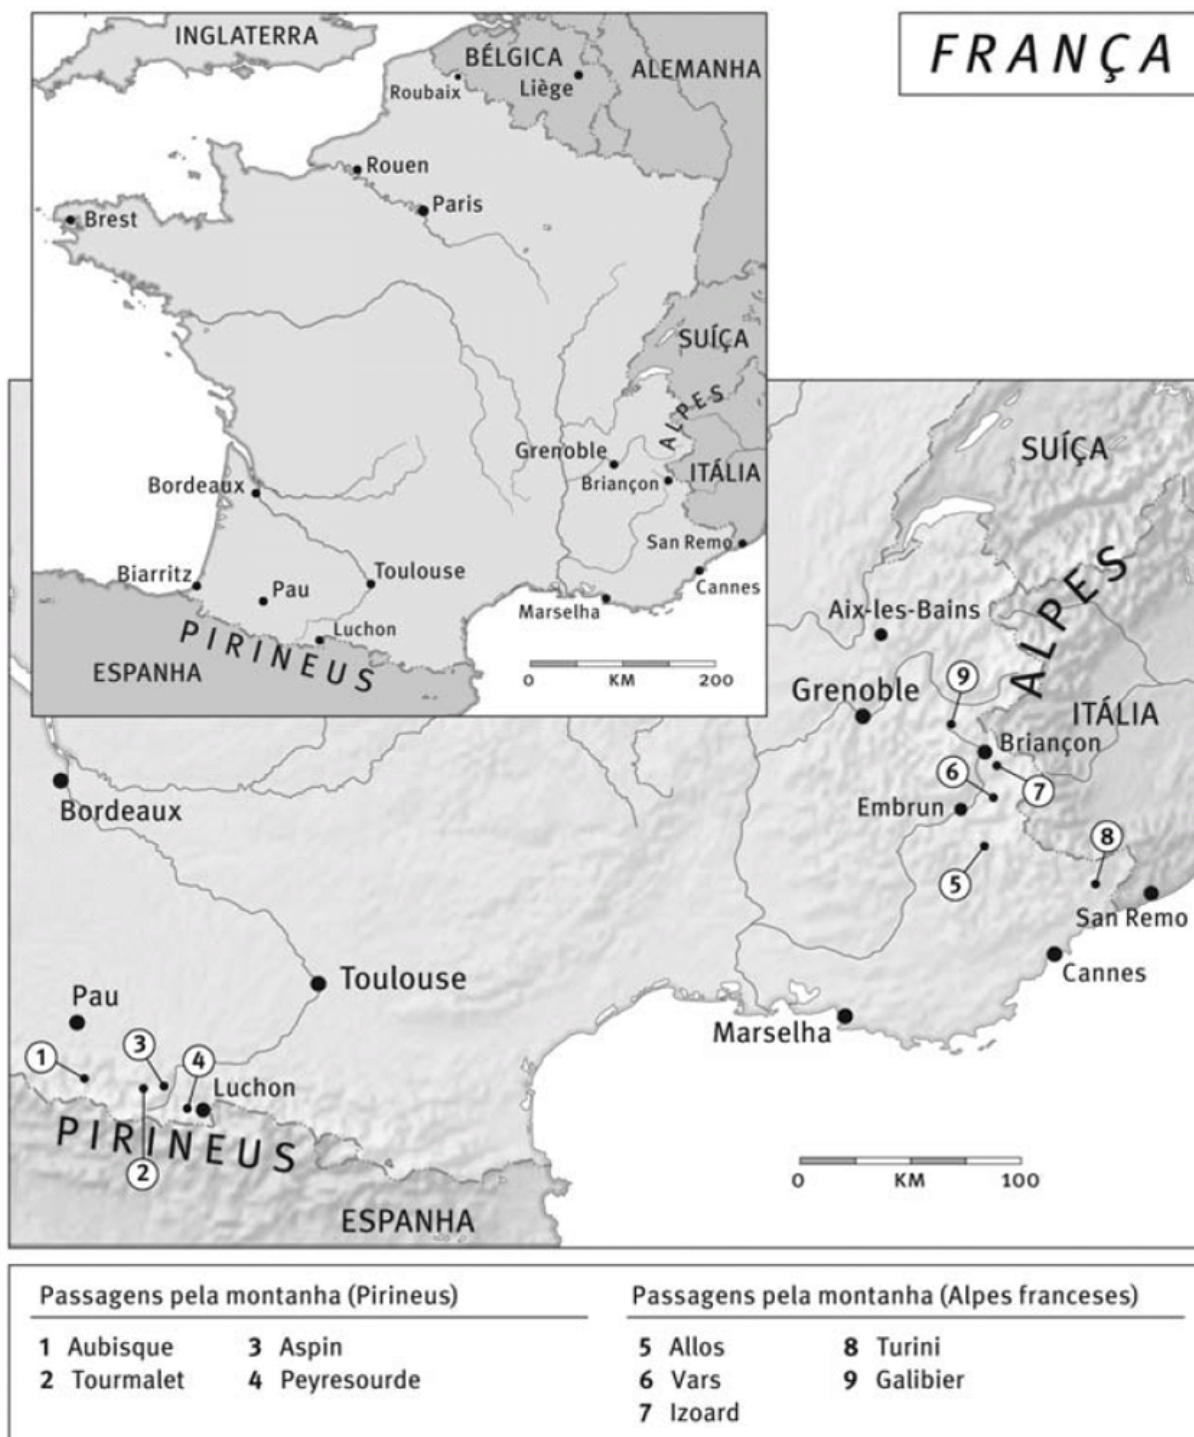 FRANÇA
INGLATERRA
BÉLGICA
ALEMANHA
Roubaix
Liège
Rouen
Paris
Brest
SUÍÇA
ALPES
Grenoble
Briançon
ITÁLIA
Bordeaux
San Remo
Biarritz
Pau
Toulouse
Cannes
Marselha
Luchon
PIRINEUS
ESPANHA
0 KM 200
SUÍÇA
ALPES
Aix-les-Bains
9
Grenoble
ITÁLIA
Briançon
6
7
Embrun
Bordeaux
8
5
San Remo
Toulouse
Cannes
Pau
Marselha
1
3
4
Luchon
PIRINEUS
2
0 KM 100
ESPANHA
Passagens pela montanha (Pirineus)
1 Aubisque 3 Aspin
2 Tourmalet 4 Peyresourde
Passagens pela montanha (Alpes franceses)
5 Allos 8 Turini
6 Vars 9 Galibier
7 Izoard